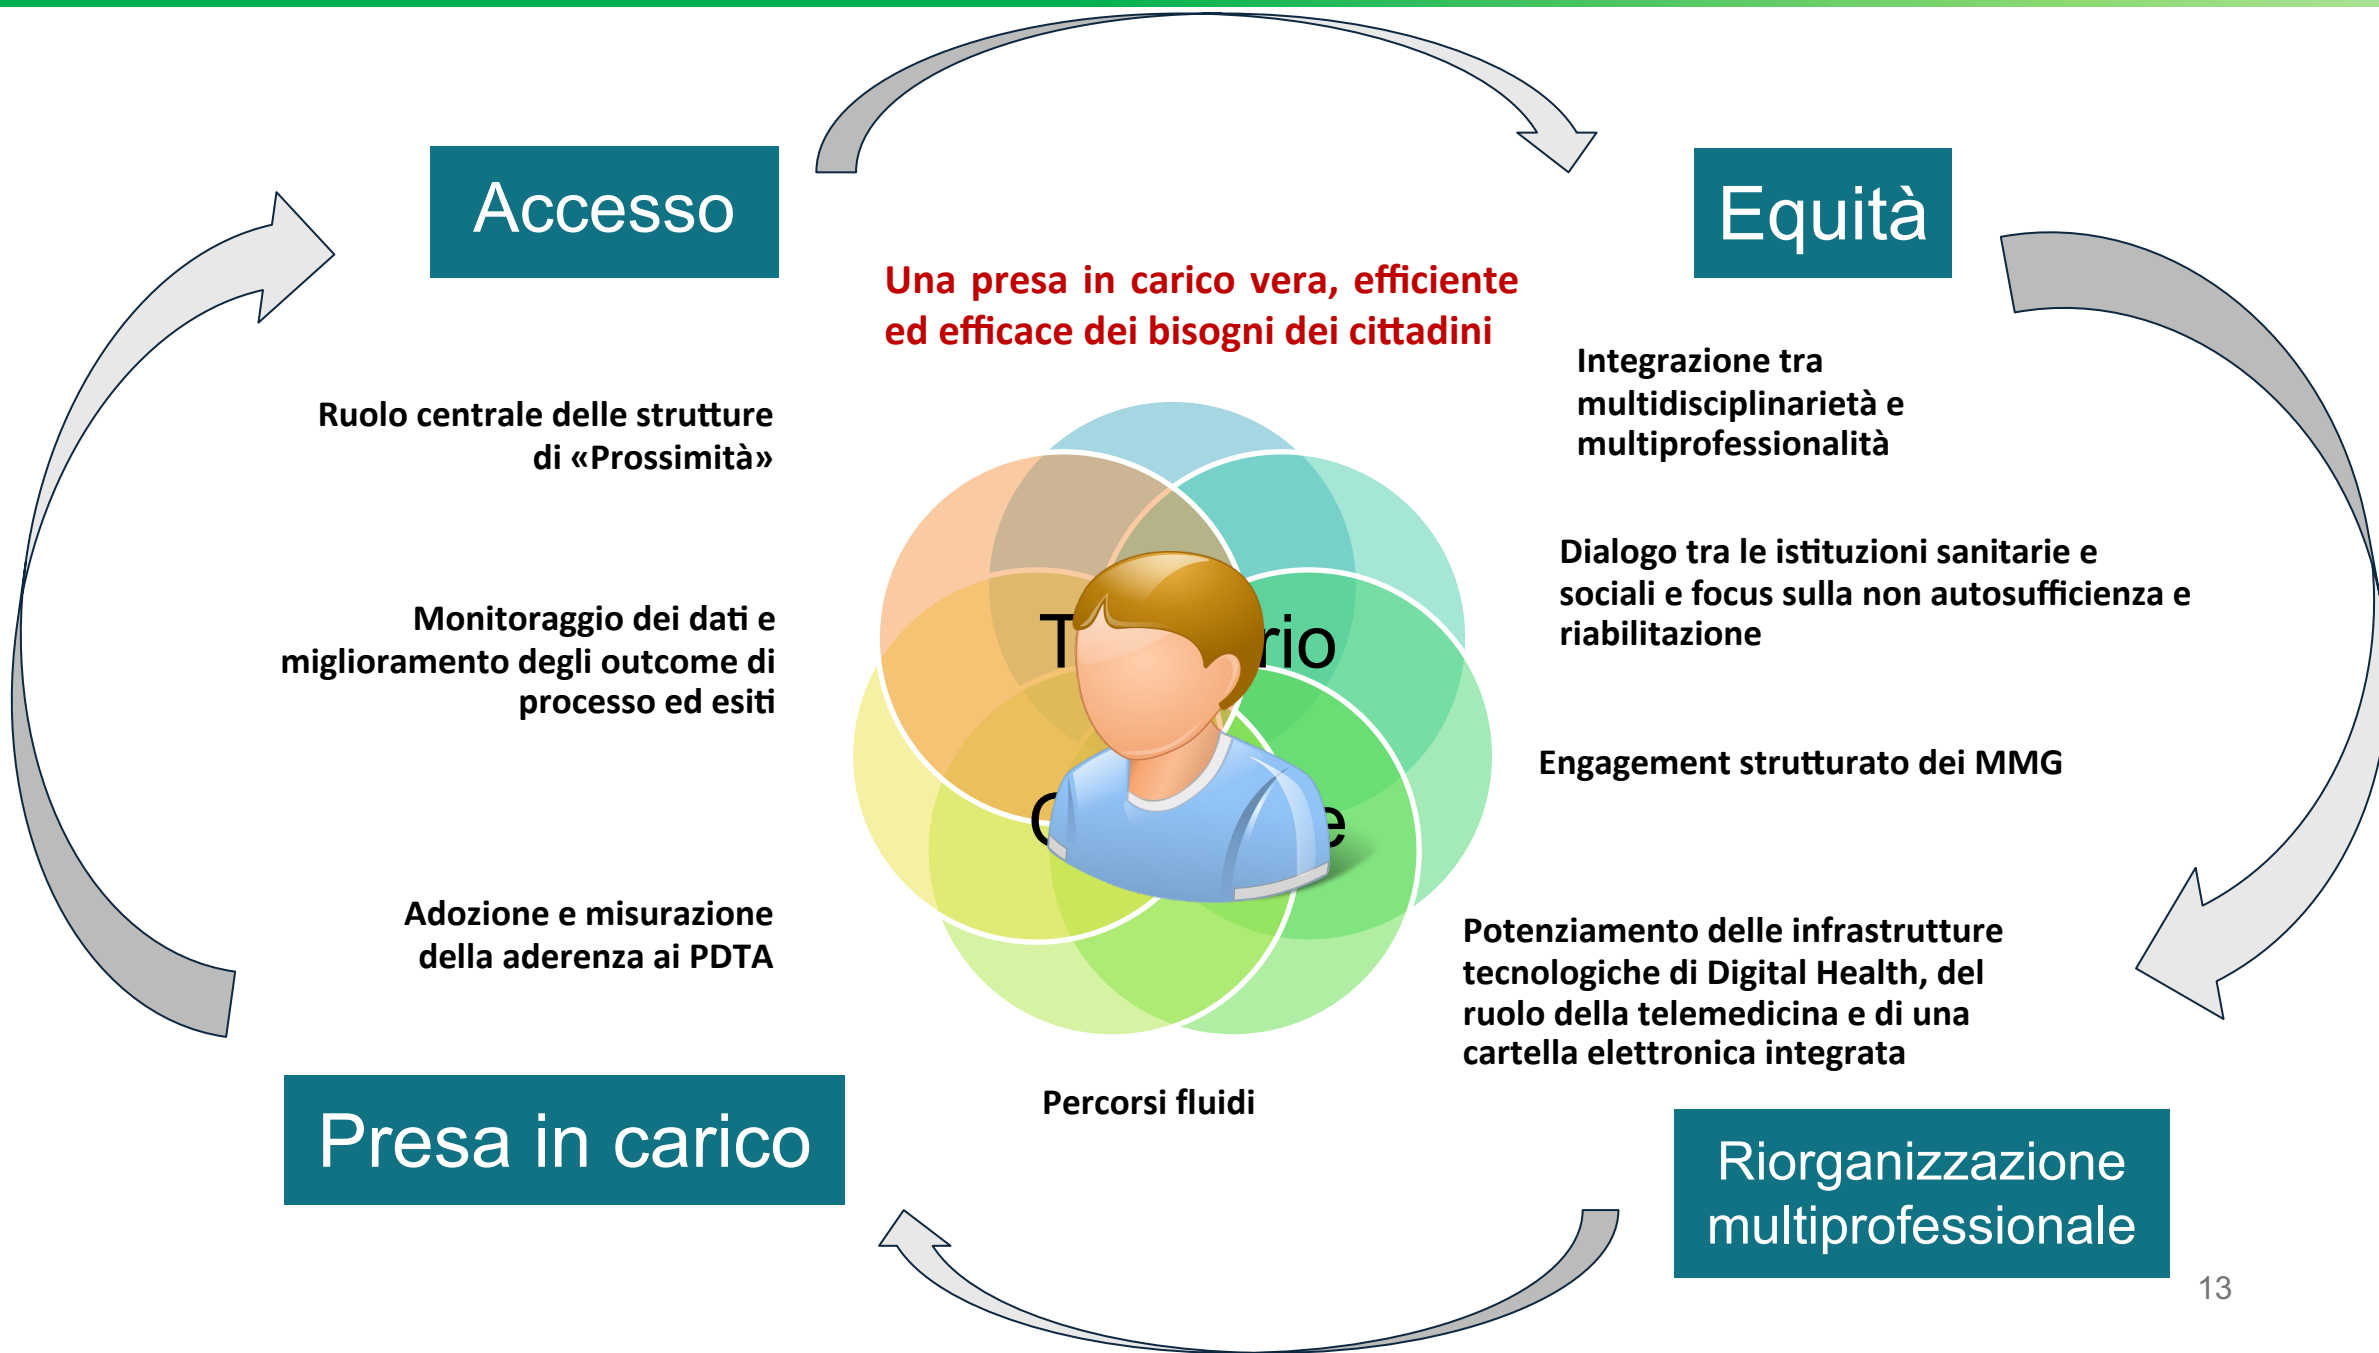 Accesso
Equità
Una presa in carico vera, efficiente
ed efficace dei bisogni dei cittadini
Ruolo centrale delle strutture
di «Prossimità»
Monitoraggio dei dati e
miglioramento degli outcome di
processo ed esiti
Adozione e misurazione
della aderenza ai PDTA
Integrazione tra
multidisciplinarietà e
multiprofessionalità
Dialogo tra le istituzioni sanitarie e
sociali e focus sulla non autosufficienza e
riabilitazione
Engagement strutturato dei MMG
Potenziamento delle infrastrutture
tecnologiche di Digital Health, del
ruolo della telemedicina e di una
cartella elettronica integrata
Percorsi fluidi
Presa in carico
Riorganizzazione
multiprofessionale
13